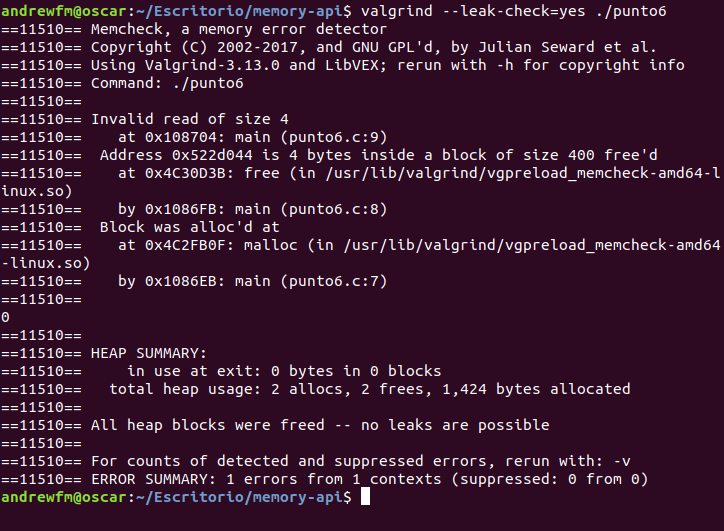 andrewfm@oscar:~/Escritorio/memory-api$ valgrind --leak-check=yes ./punto6
==11510== Memcheck, a memory error detector
==11510== Copyright (C) 2002-2017, and GNU GPL'd, by Julian Seward et al.
==11510== Using Valgrind-3.13.0 and LibVEX; rerun with -h for copyright info
==11510== Command: ./punto6
==11510==
==11510== Invalid read of size 4
==11510==    at 0x108704: main (punto6.c:9)
==11510==  Address 0x522d044 is 4 bytes inside a block of size 400 free'd
==11510==    at 0x4C30D3B: free (in /usr/lib/valgrind/vgpreload_memcheck-amd64-l
inux.so)
==11510==    by 0x1086FB: main (punto6.c:8)
==11510==  Block was alloc'd at
==11510==    at 0x4C2FB0F: malloc (in /usr/lib/valgrind/vgpreload_memcheck-amd64
-linux.so)
==11510==    by 0x1086EB: main (punto6.c:7)
==11510==
0
==11510==
==11510== HEAP SUMMARY:
==11510==     in use at exit: 0 bytes in 0 blocks
==11510==   total heap usage: 2 allocs, 2 frees, 1,424 bytes allocated
==11510==
==11510== All heap blocks were freed -- no leaks are possible
==11510==
==11510== For counts of detected and suppressed errors, rerun with: -v
==11510== ERROR SUMMARY: 1 errors from 1 contexts (suppressed: 0 from 0)
andrewfm@oscar:~/Escritorio/memory-api$